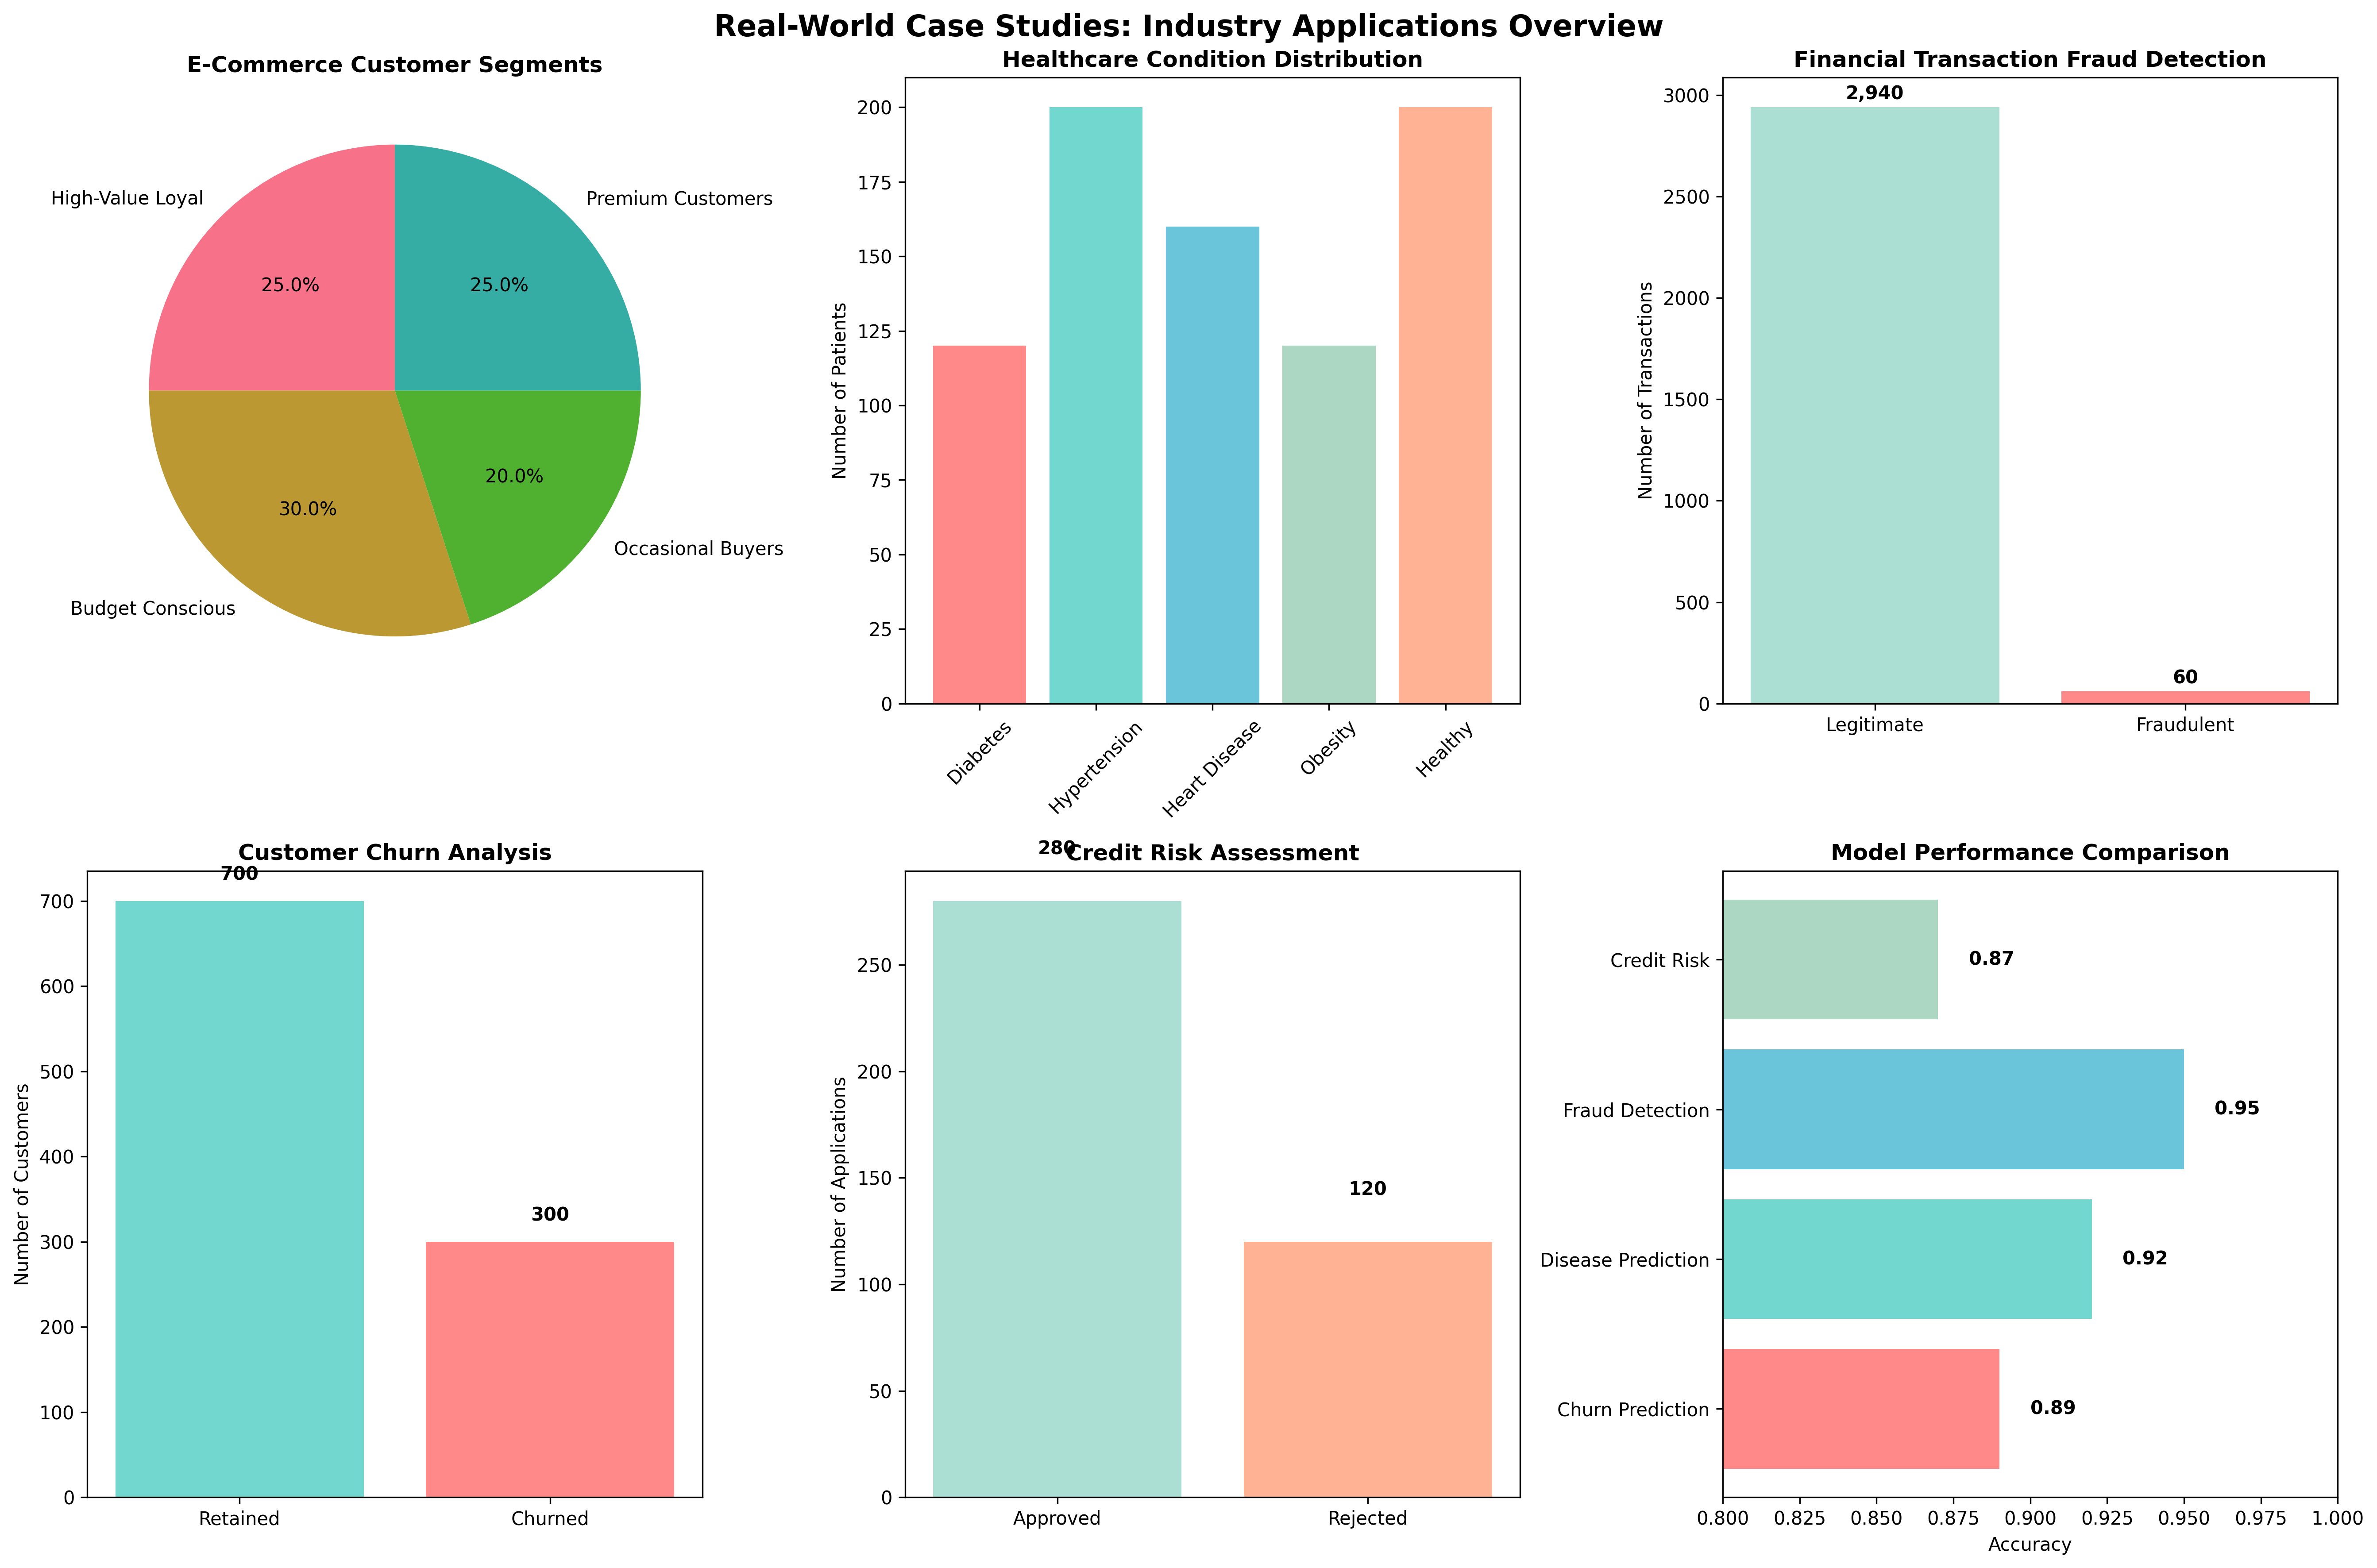 Real-World Case Studies: Industry Applications Overview
E-Commerce Customer Segments
High-Value Loyal
Premium Customers
25.0%
25.0%
30.0%
20.0%
Budget Conscious
Occasional Buyers
Healthcare Condition Distribution
Number of Patients
200
175
150
125
100
75
50
25
0
Diabetes
Hypertension
Heart Disease
Obesity
Healthy
Financial Transaction Fraud Detection
Number of Transactions
3000
2500
2000
1500
1000
500
0
2,940
60
Legitimate
Fraudulent
Customer Churn Analysis
Number of Customers
700
600
500
400
300
200
100
0
700
300
Retained
Churned
Credit Risk Assessment
Number of Applications
250
200
150
100
50
0
280
120
Approved
Rejected
Model Performance Comparison
Credit Risk
0.87
Fraud Detection
0.95
Disease Prediction
0.92
Churn Prediction
0.89
0.800 0.825 0.850 0.875 0.900 0.925 0.950 0.975 1.000
Accuracy